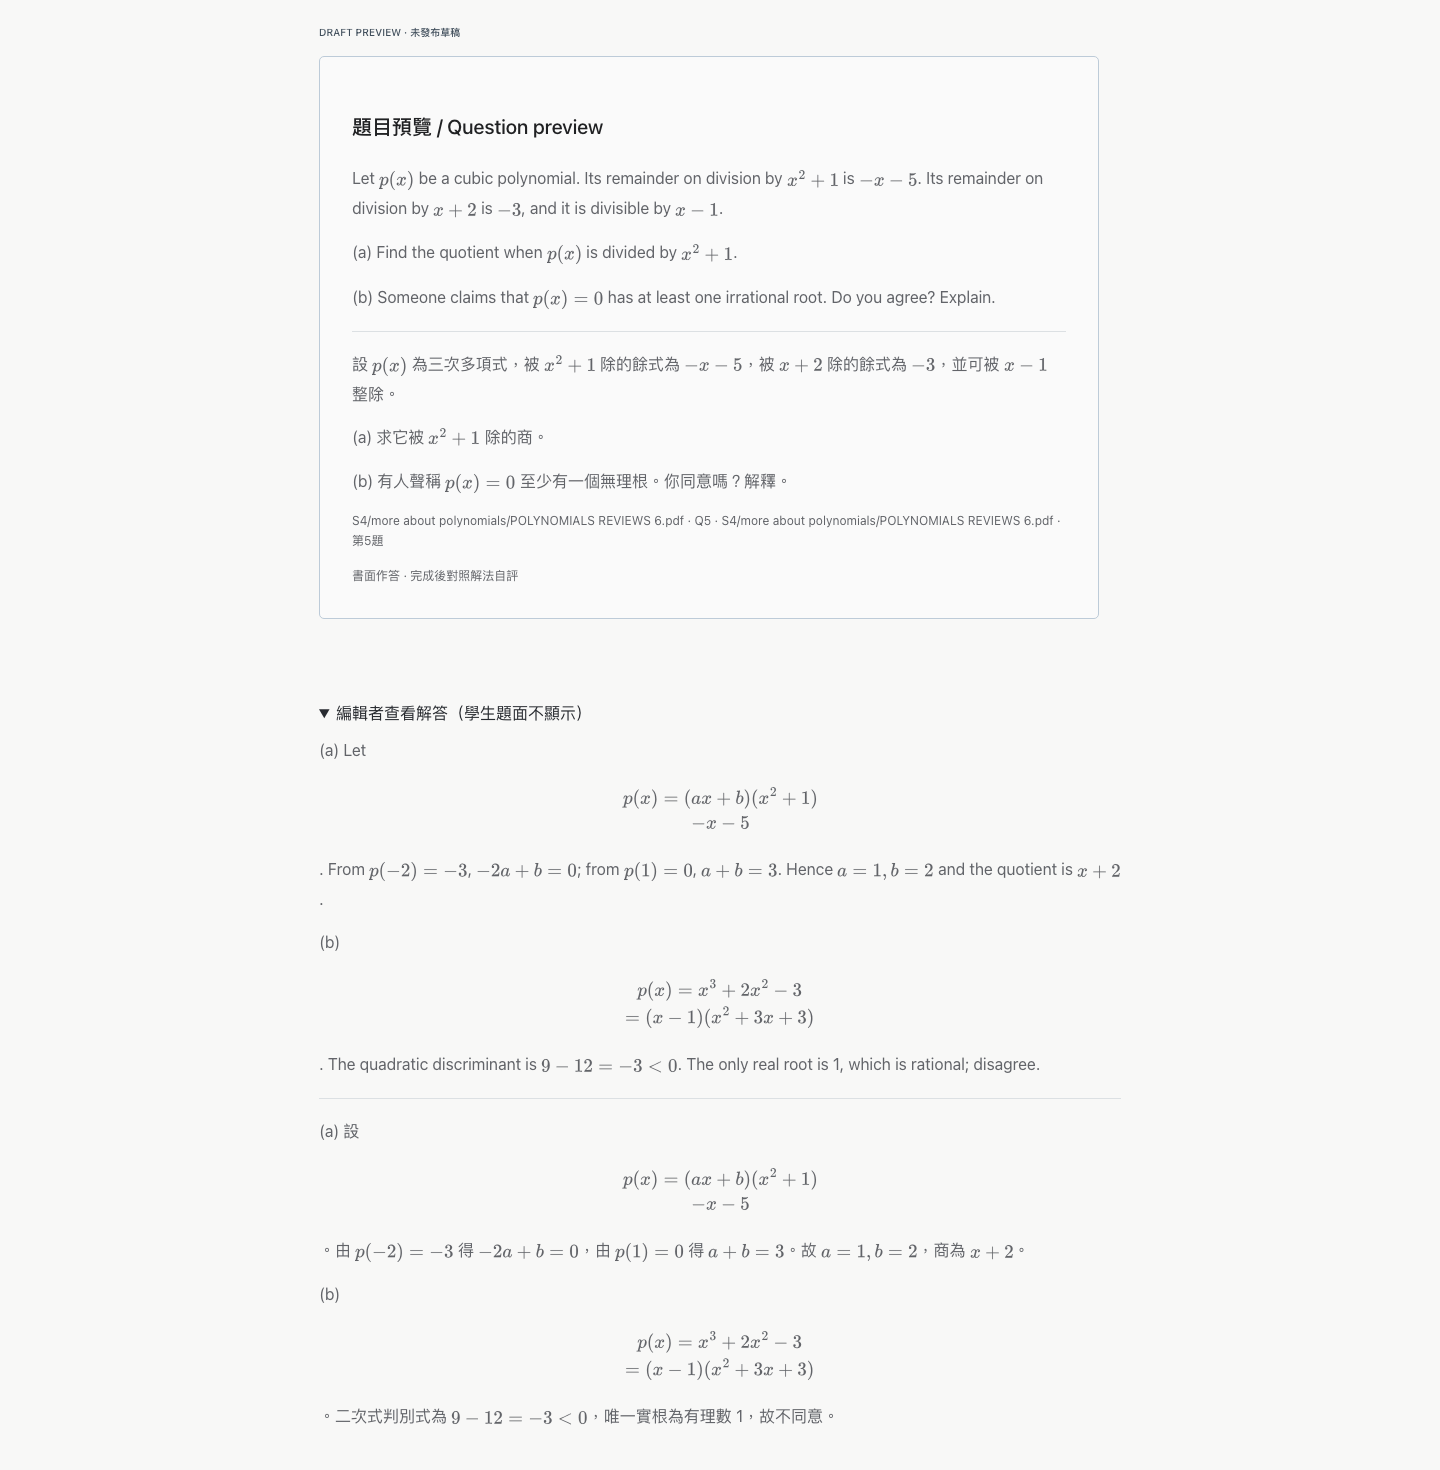 DRAFT PREVIEW · 未發布草稿
題目預覽 / Question preview
Let p(x) be a cubic polynomial. Its remainder on division by x² + 1 is −x − 5. Its remainder on
division by x + 2 is −3, and it is divisible by x − 1.
(a) Find the quotient when p(x) is divided by x² + 1.
(b) Someone claims that p(x) = 0 has at least one irrational root. Do you agree? Explain.
設 p(x) 為三次多項式，被 x² + 1 除的餘式為 −x − 5，被 x + 2 除的餘式為 −3，並可被 x − 1
整除。
(a) 求它被 x² + 1 除的商。
(b) 有人聲稱 p(x) = 0 至少有一個無理根。你同意嗎？解釋。
S4/more about polynomials/POLYNOMIALS REVIEWS 6.pdf · Q5 · S4/more about polynomials/POLYNOMIALS REVIEWS 6.pdf ·
第5題
書面作答 · 完成後對照解法自評
▼ 編輯者查看解答（學生題面不顯示）
(a) Let
p(x) = (ax + b)(x² + 1)
−x − 5
. From p(−2) = −3, −2a + b = 0; from p(1) = 0, a + b = 3. Hence a = 1, b = 2 and the quotient is x + 2
.
(b)
p(x) = x³ + 2x² − 3
= (x − 1)(x² + 3x + 3)
. The quadratic discriminant is 9 − 12 = −3 < 0. The only real root is 1, which is rational; disagree.
(a) 設
p(x) = (ax + b)(x² + 1)
−x − 5
。由 p(−2) = −3 得 −2a + b = 0，由 p(1) = 0 得 a + b = 3。故 a = 1, b = 2，商為 x + 2。
(b)
p(x) = x³ + 2x² − 3
= (x − 1)(x² + 3x + 3)
。二次式判別式為 9 − 12 = −3 < 0，唯一實根為有理數 1，故不同意。